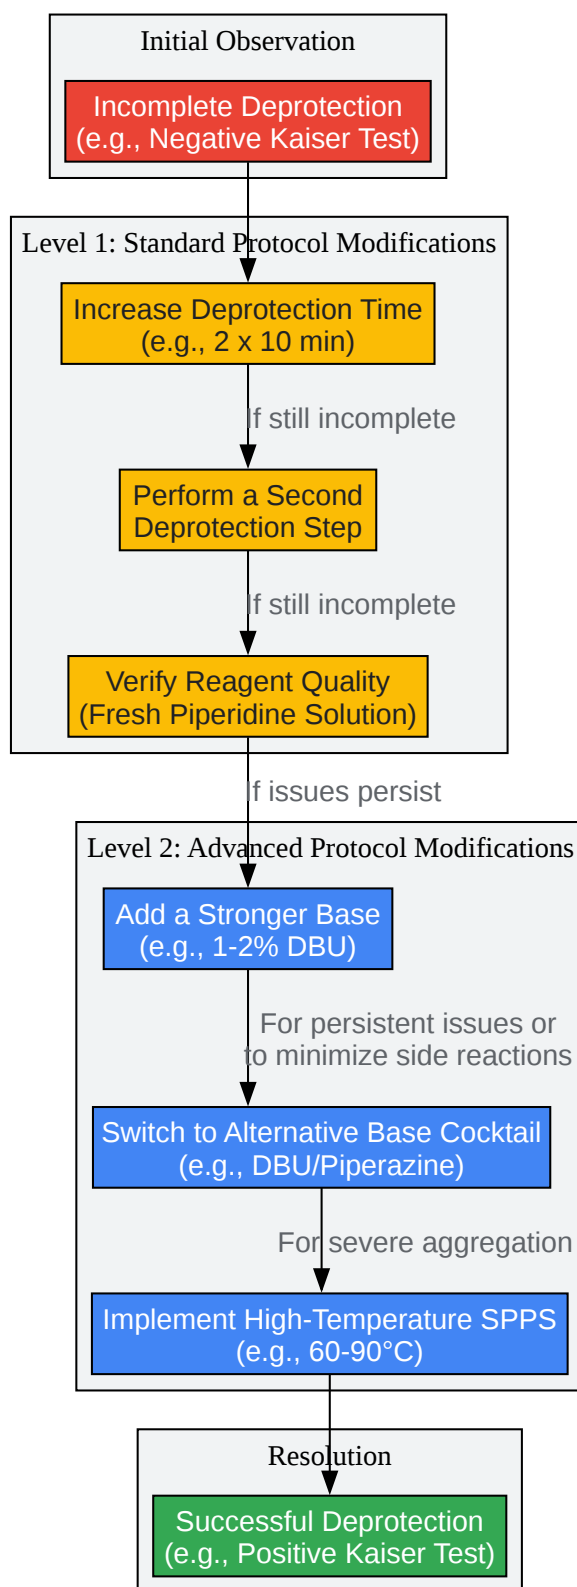 Initial Observation
Incomplete Deprotection
(e.g., Negative Kaiser Test)
Level 1: Standard Protocol Modifications
Increase Deprotection Time
(e.g., 2 x 10 min)
If still incomplete
Perform a Second
Deprotection Step
If still incomplete
Verify Reagent Quality
(Fresh Piperidine Solution)
If issues persist
Level 2: Advanced Protocol Modifications
Add a Stronger Base
(e.g., 1-2% DBU)
For persistent issues or
to minimize side reactions
Switch to Alternative Base Cocktail
(e.g., DBU/Piperazine)
For severe aggregation
Implement High-Temperature SPPS
(e.g., 60-90°C)
Resolution
Successful Deprotection
(e.g., Positive Kaiser Test)